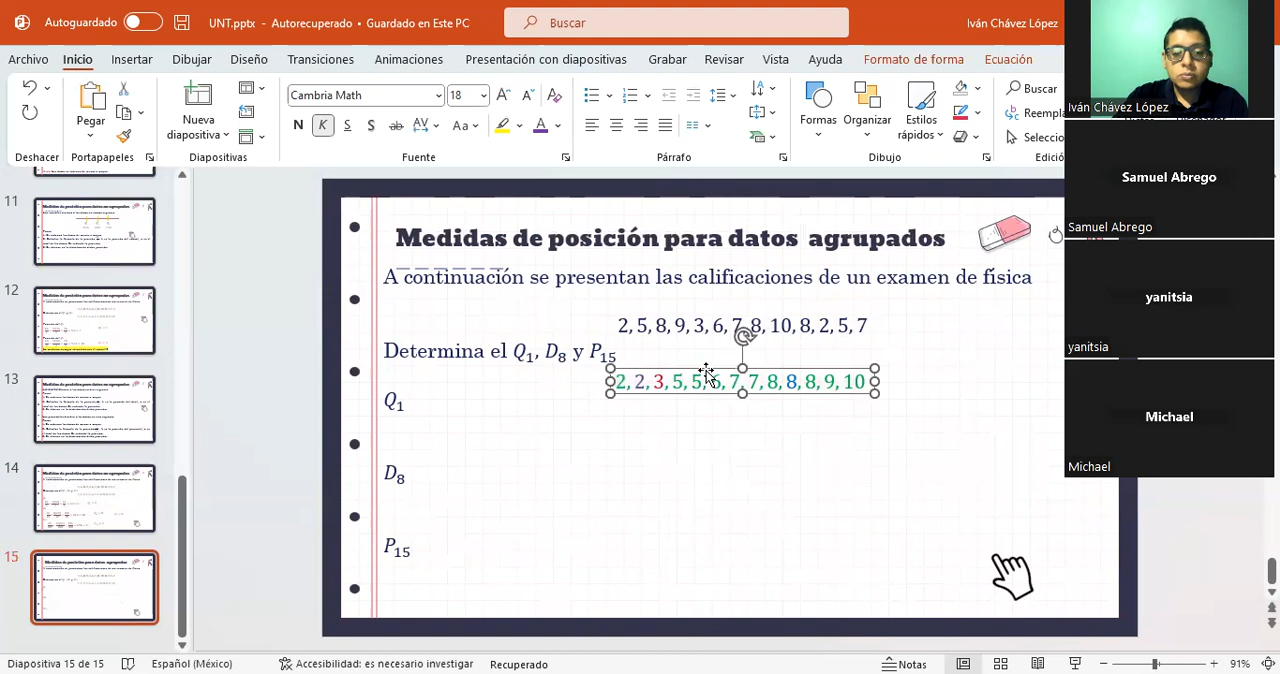 Autoguardado
UNT.pptx - Autorecuperado • Guardado en Este PC
Buscar
Iván Chávez López
Archivo Inicio Insertar Dibujar Diseño Transiciones Animaciones Presentación con diapositivas Grabar Revisar Vista Ayuda Formato de forma Ecuación
Pegar
Nueva diapositiva
Cambria Math 18
N K S S ab AV Aa A
Formas
Organizar
Estilos rápidos
Buscar
Reempla
Seleccio
Deshacer Portapapeles Diapositivas Fuente Párrafo Dibujo Edició
Iván Chávez López
Samuel Abrego
Samuel Abrego
yanitsia
yanitsia
Michael
Michael
11
12
13
14
15
Medidas de posición para datos agrupados
A continuación se presentan las calificaciones de un examen de física
2, 5, 8, 9, 3, 6, 7, 8, 10, 8, 2, 5, 7
Determina el Q1, D8 y P15
2, 2, 3, 5, 5, 6, 7, 7, 8, 8, 8, 9, 10
Q1
D8
P15
Diapositiva 15 de 15 Español (México) Accesibilidad: es necesario investigar Recuperado Notas 91%